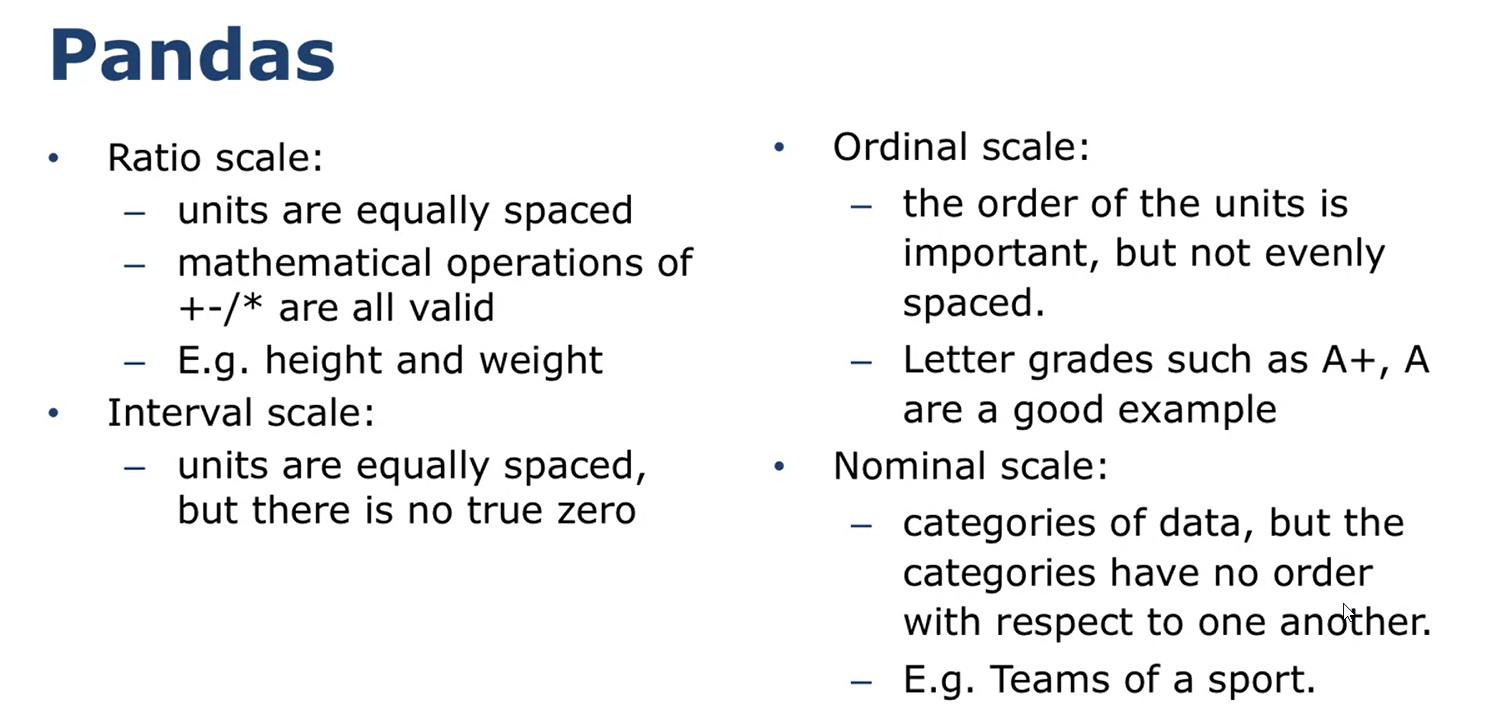 Pandas
• Ratio scale:
– units are equally spaced
– mathematical operations of
+-/* are all valid
– E.g. height and weight
• Interval scale:
– units are equally spaced,
but there is no true zero
• Ordinal scale:
– the order of the units is
important, but not evenly
spaced.
– Letter grades such as A+, A
are a good example
• Nominal scale:
– categories of data, but the
categories have no order
with respect to one another.
– E.g. Teams of a sport.